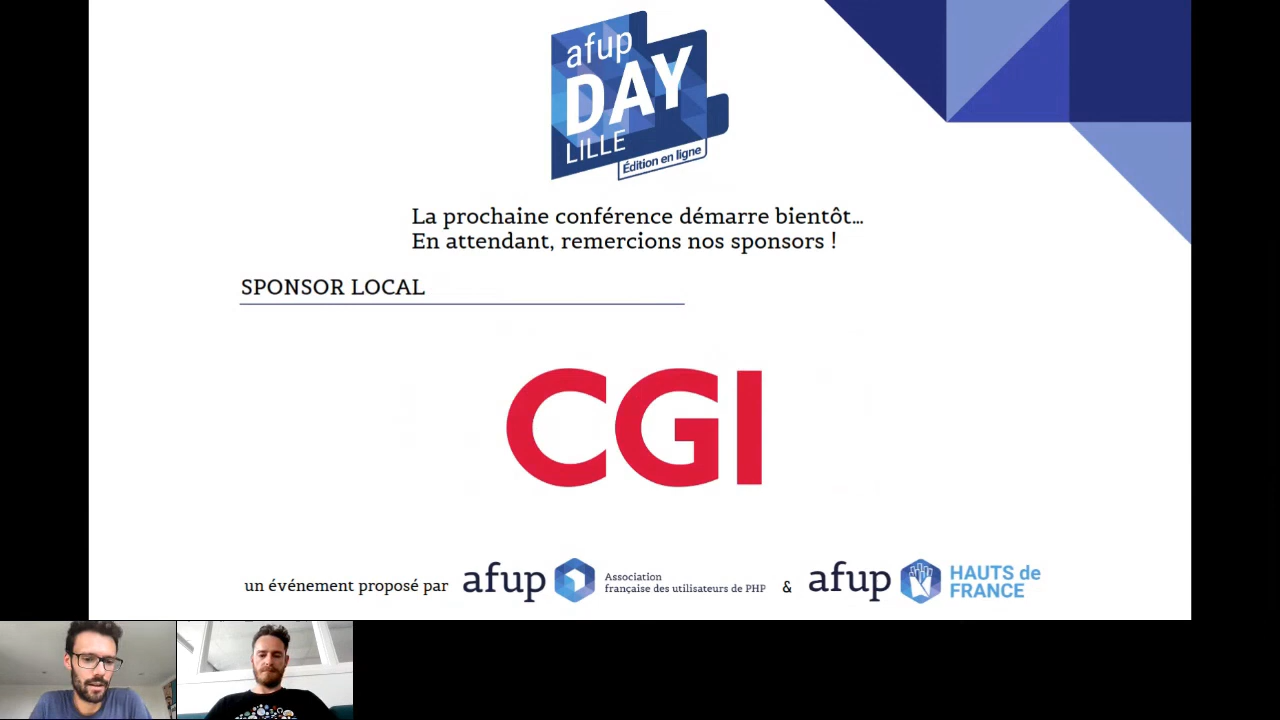 afup
DAY
LILLE
Édition en ligne
La prochaine conférence démarre bientôt...
En attendant, remercions nos sponsors !
SPONSOR LOCAL
CGI
un événement proposé par
afup
Association
française des utilisateurs de PHP
&
afup
HAUTS de
FRANCE